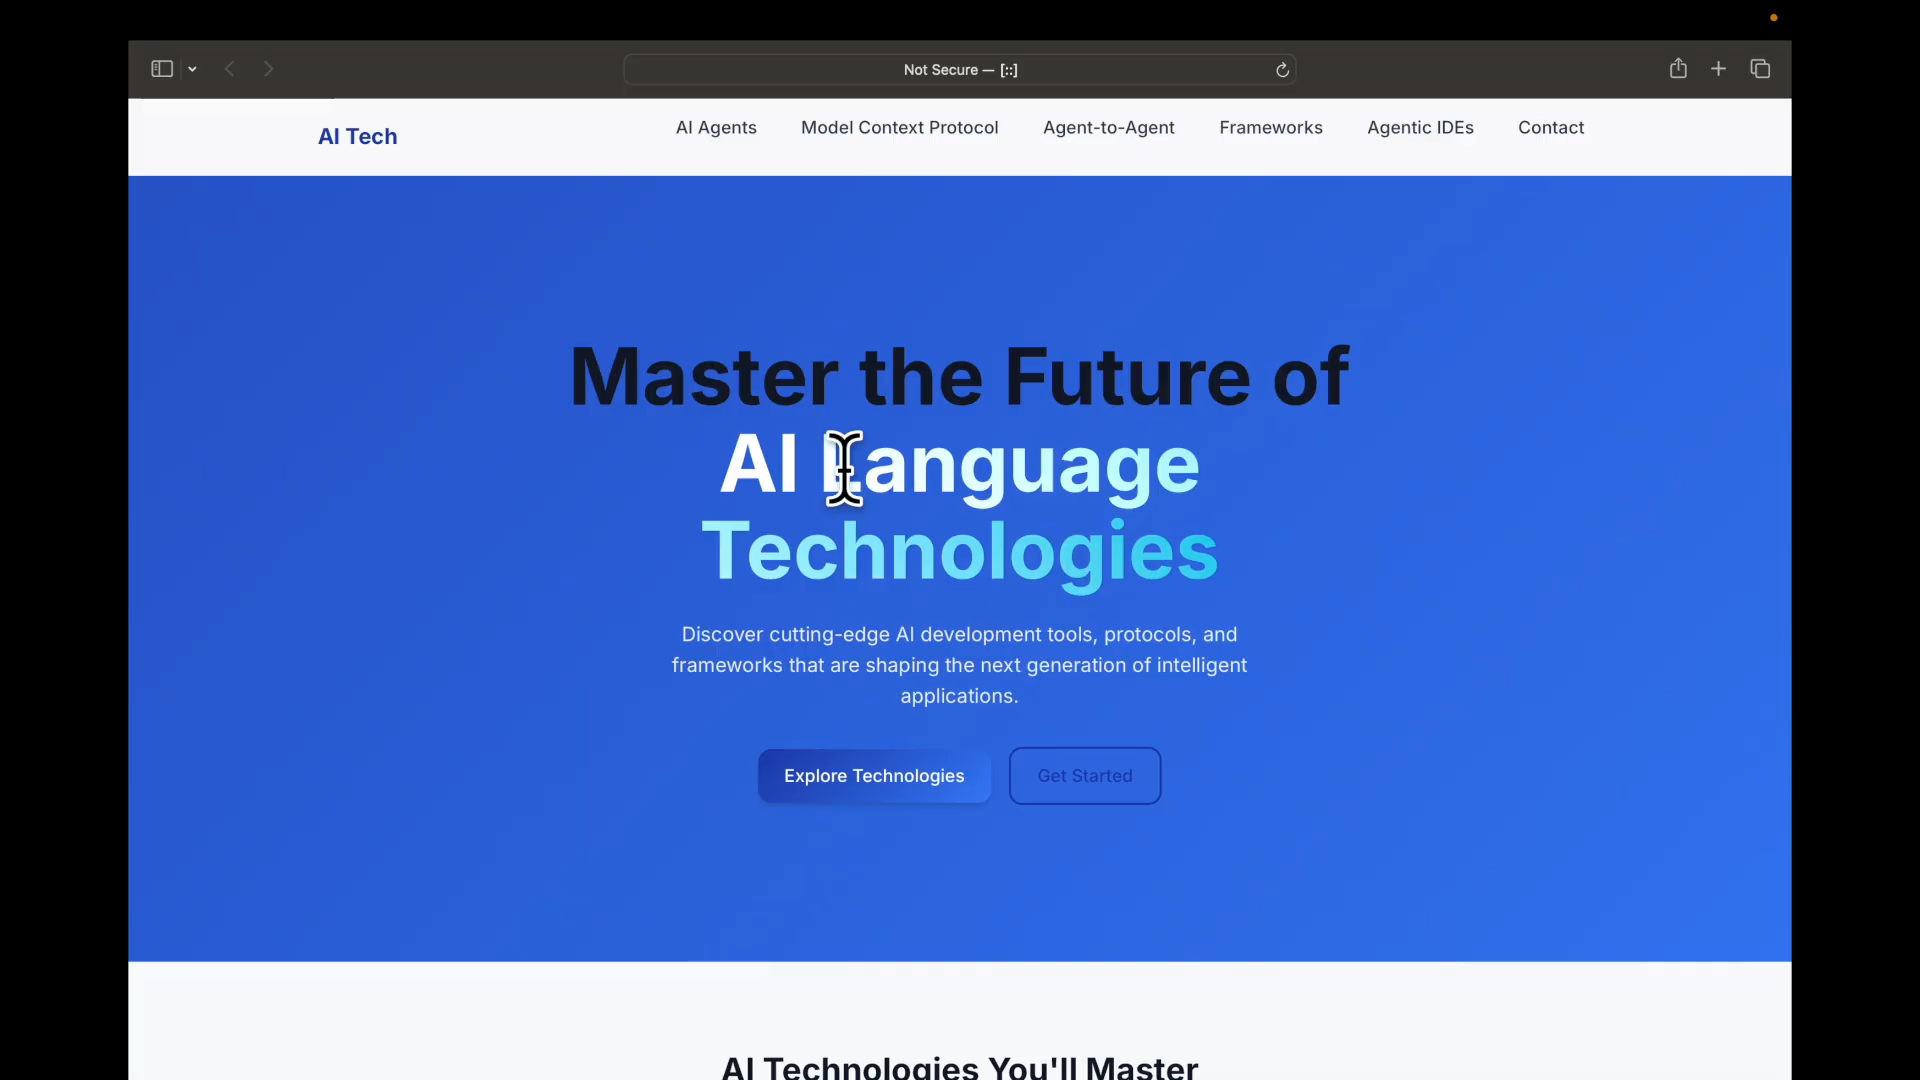 Not Secure — [::]
AI Tech
AI Agents
Model Context Protocol
Agent-to-Agent
Frameworks
Agentic IDEs
Contact
Master the Future of
AI Language
Technologies
Discover cutting-edge AI development tools, protocols, and
frameworks that are shaping the next generation of intelligent
applications.
Explore Technologies
Get Started
AI Technologies You'll Master